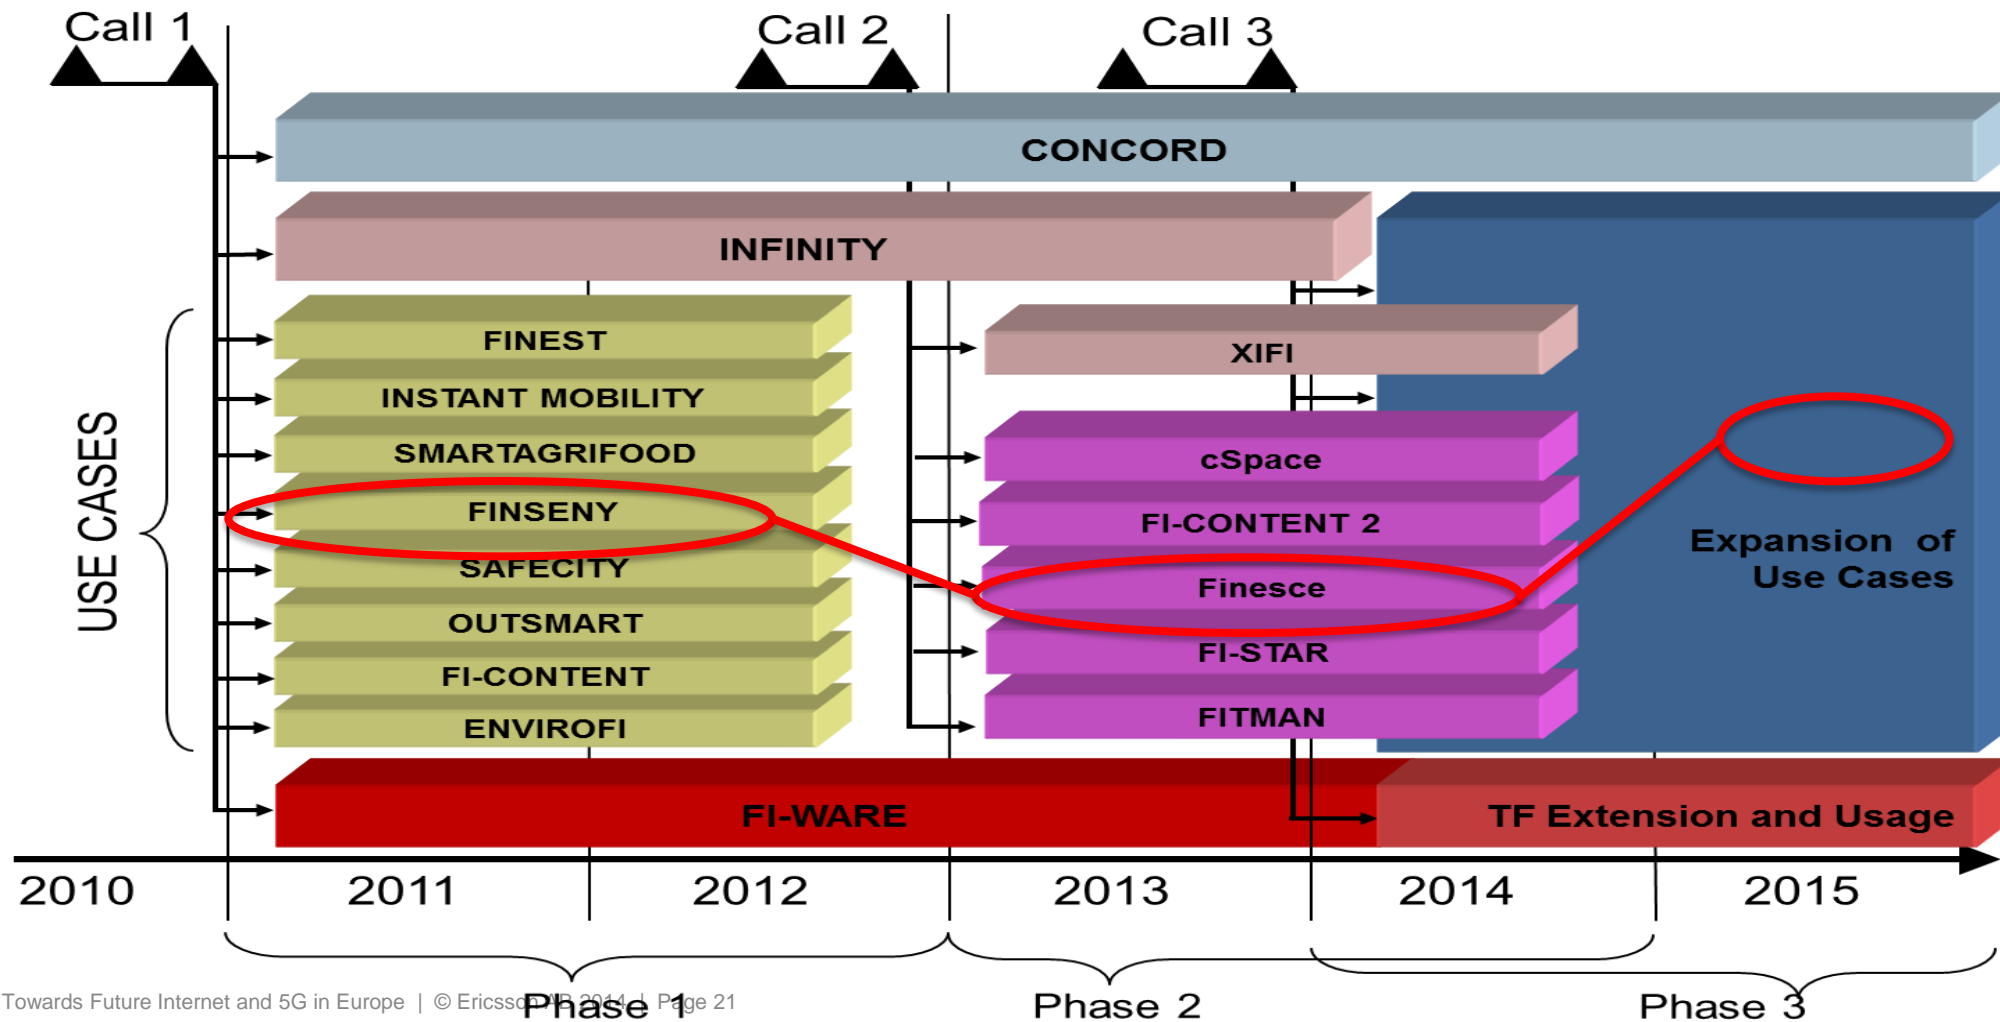 Call 1
Call 2
Call 3
CONCORD
INFINITY
USE CASES
FINEST
INSTANT MOBILITY
SMARTAGRIFOOD
FINSENY
SAFECITY
OUTSMART
FI-CONTENT
ENVIROFI
XIFI
cSpace
FI-CONTENT 2
Finesce
FI-STAR
FITMAN
Expansion of
Use Cases
FI-WARE
TF Extension and Usage
2010
2011
2012
2013
2014
2015
Phase 1
Phase 2
Phase 3
Towards Future Internet and 5G in Europe | © Ericsson AB 2014 | Page 21